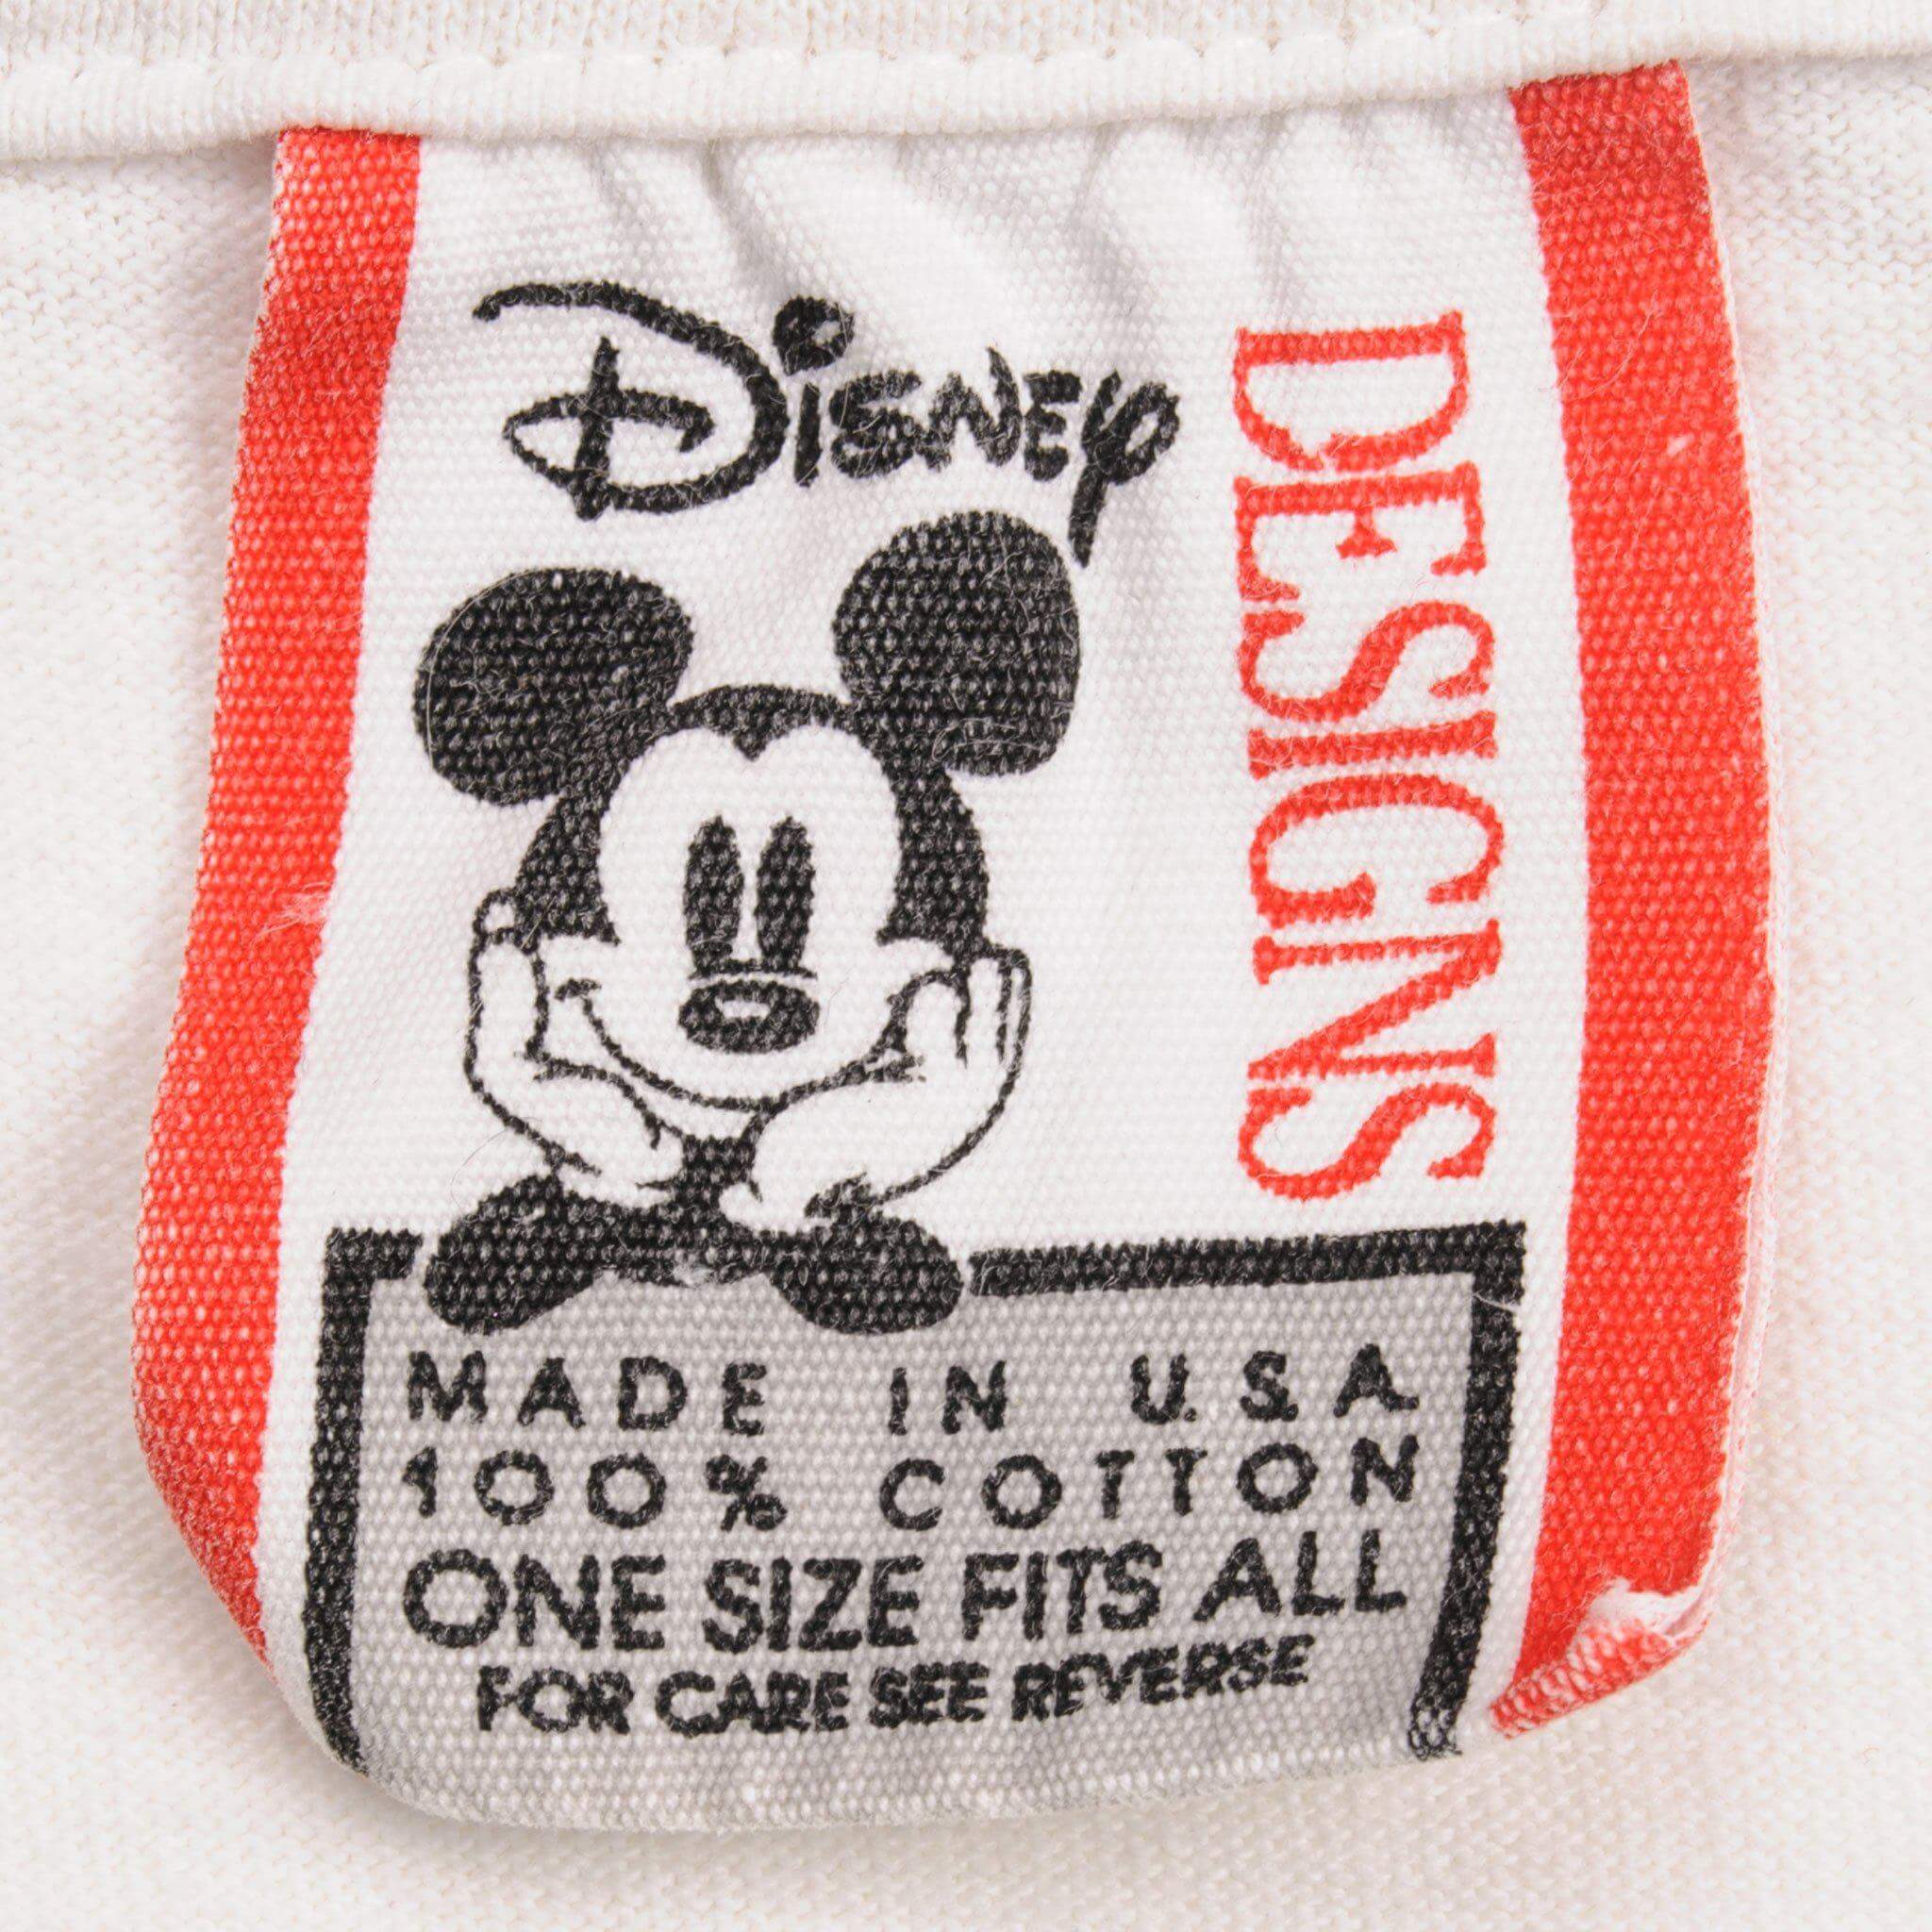 Disney
DESIGNS
MADE IN U.S.A.
100% COTTON
ONE SIZE FITS ALL
FOR CARE SEE REVERSE